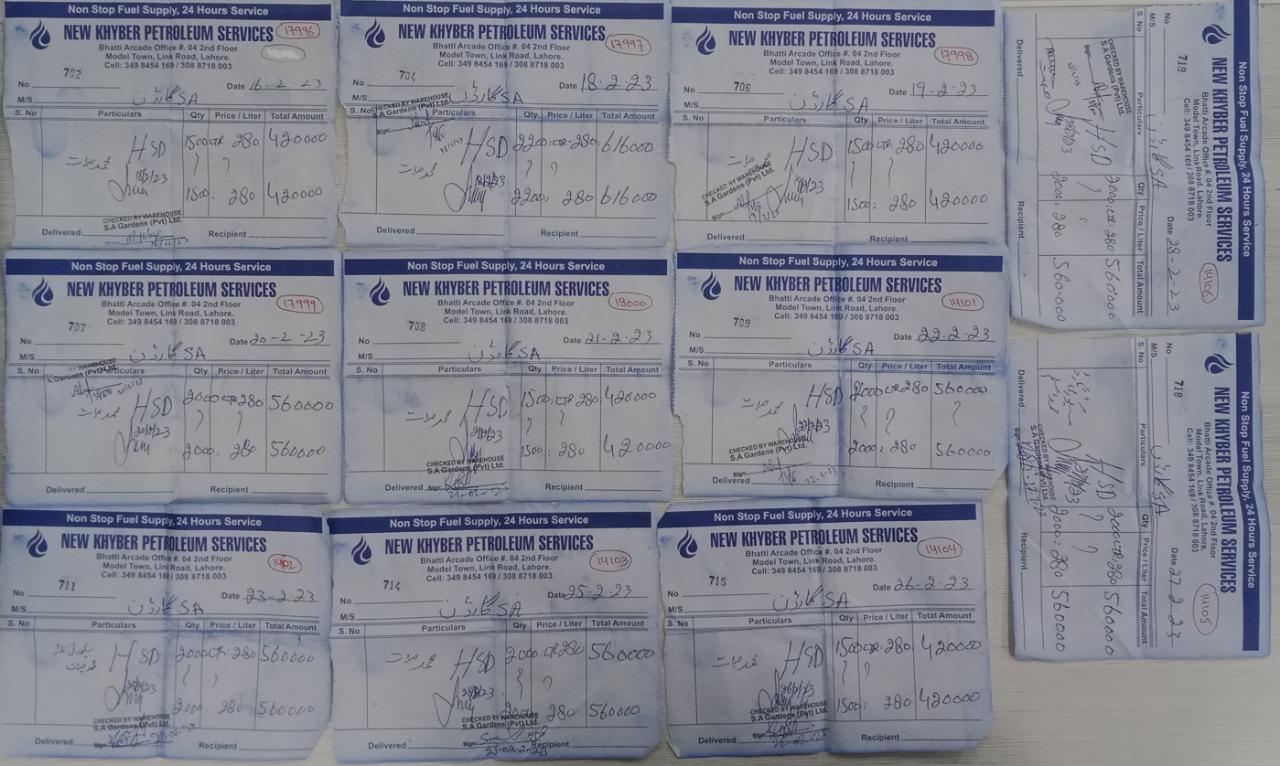 Non Stop Fuel Supply, 24 Hours Service
NEW KHYBER PETROLEUM SERVICES 17996
Bhatti Arcade Office #. 04 2nd Floor
Model Town, Link Road, Lahore.
Cell: 349 8454 169 / 308 8718 003
702
No Date 16-2-23
M/S گارڈن SA
S. No Particulars Qty Price / Liter Total Amount
HSD 1500 LTR 280 420000
1500: 280 420000
CHECKED BY WAREHOUSE
S.A Gardens (Pvt) Ltd.
Delivered Recipient
Non Stop Fuel Supply, 24 Hours Service
NEW KHYBER PETROLEUM SERVICES 17997
Bhatti Arcade Office #. 04 2nd Floor
Model Town, Link Road, Lahore.
Cell: 349 8454 169 / 308 8718 003
704
No Date 18-2-23
CHECKED BY WAREHOUSE
S.A Gardens (Pvt) Ltd.
M/S گارڈن SA
S. No Particulars Qty Price / Liter Total Amount
HSD 2200 LTR 280 616000
2200: 280 616000
Delivered Recipient
Non Stop Fuel Supply, 24 Hours Service
NEW KHYBER PETROLEUM SERVICES 17998
Bhatti Arcade Office #. 04 2nd Floor
Model Town, Link Road, Lahore.
Cell: 349 8454 169 / 308 8718 003
706
No Date 19-2-23
M/S گارڈن SA
S. No Particulars Qty Price / Liter Total Amount
HSD 1500 LTR 280 420000
1500: 280 420000
CHECKED BY WAREHOUSE
S.A Gardens (Pvt) Ltd.
Delivered Recipient
Non Stop Fuel Supply, 24 Hours Service
NEW KHYBER PETROLEUM SERVICES 14106
Bhatti Arcade Office #. 04 2nd Floor
Model Town, Link Road, Lahore.
Cell: 349 8454 169 / 308 8718 003
719
No Date 28-2-23
M/S گارڈن SA
S. No Particulars Qty Price / Liter Total Amount
CHECKED BY WAREHOUSE
S.A Gardens (Pvt) Ltd.
HSD 2000 LTR 280 560000
28/2/23
2000: 280 560000
Delivered Recipient
Non Stop Fuel Supply, 24 Hours Service
NEW KHYBER PETROLEUM SERVICES 17999
Bhatti Arcade Office #. 04 2nd Floor
Model Town, Link Road, Lahore.
Cell: 349 8454 169 / 308 8718 003
707
No Date 20-2-23
M/S گارڈن SA
S. No Particulars Qty Price / Liter Total Amount
HSD 2000 LTR 280 560000
20/2/23
2000: 280 560000
Delivered Recipient
Non Stop Fuel Supply, 24 Hours Service
NEW KHYBER PETROLEUM SERVICES 18000
Bhatti Arcade Office #. 04 2nd Floor
Model Town, Link Road, Lahore.
Cell: 349 8454 169 / 308 8718 003
708
No Date 21-2-23
M/S گارڈن SA
S. No Particulars Qty Price / Liter Total Amount
HSD 1500 LTR 280 420000
1500: 280 420000
CHECKED BY WAREHOUSE
S.A Gardens (Pvt) Ltd.
Delivered Recipient
Non Stop Fuel Supply, 24 Hours Service
NEW KHYBER PETROLEUM SERVICES 14101
Bhatti Arcade Office #. 04 2nd Floor
Model Town, Link Road, Lahore.
Cell: 349 8454 169 / 308 8718 003
709
No Date 22-2-23
M/S گارڈن SA
S. No Particulars Qty Price / Liter Total Amount
HSD 2000 LTR 280 560000
2000: 280 560000
CHECKED BY WAREHOUSE
S.A Gardens (Pvt) Ltd.
Delivered Recipient
Non Stop Fuel Supply, 24 Hours Service
NEW KHYBER PETROLEUM SERVICES 14105
Bhatti Arcade Office #. 04 2nd Floor
Model Town, Link Road, Lahore.
Cell: 349 8454 169 / 308 8718 003
718
No Date 27-2-23
M/S گارڈن SA
S. No Particulars Qty Price / Liter Total Amount
HSD 2000 LTR 280 560000
27/2/23
2000: 280 560000
CHECKED BY WAREHOUSE
S.A Gardens (Pvt) Ltd.
Delivered Recipient
Non Stop Fuel Supply, 24 Hours Service
NEW KHYBER PETROLEUM SERVICES 14102
Bhatti Arcade Office #. 04 2nd Floor
Model Town, Link Road, Lahore.
Cell: 349 8454 169 / 308 8718 003
711
No Date 23-2-23
M/S گارڈن SA
S. No Particulars Qty Price / Liter Total Amount
HSD 2000 LTR 280 560000
2000: 280 560000
CHECKED BY WAREHOUSE
S.A Gardens (Pvt) Ltd.
Delivered Recipient
Non Stop Fuel Supply, 24 Hours Service
NEW KHYBER PETROLEUM SERVICES 14103
Bhatti Arcade Office #. 04 2nd Floor
Model Town, Link Road, Lahore.
Cell: 349 8454 169 / 308 8718 003
714
No Date 25-2-23
M/S گارڈن SA
S. No Particulars Qty Price / Liter Total Amount
HSD 2000 LTR 280 560000
2000: 280 560000
CHECKED BY WAREHOUSE
S.A Gardens (Pvt) Ltd.
Delivered Recipient
Non Stop Fuel Supply, 24 Hours Service
NEW KHYBER PETROLEUM SERVICES 14104
Bhatti Arcade Office #. 04 2nd Floor
Model Town, Link Road, Lahore.
Cell: 349 8454 169 / 308 8718 003
715
No Date 26-2-23
M/S گارڈن SA
S. No Particulars Qty Price / Liter Total Amount
HSD 1500 LTR 280 420000
26/2/23
1500: 280 420000
CHECKED BY WAREHOUSE
S.A Gardens (Pvt) Ltd.
Delivered Recipient